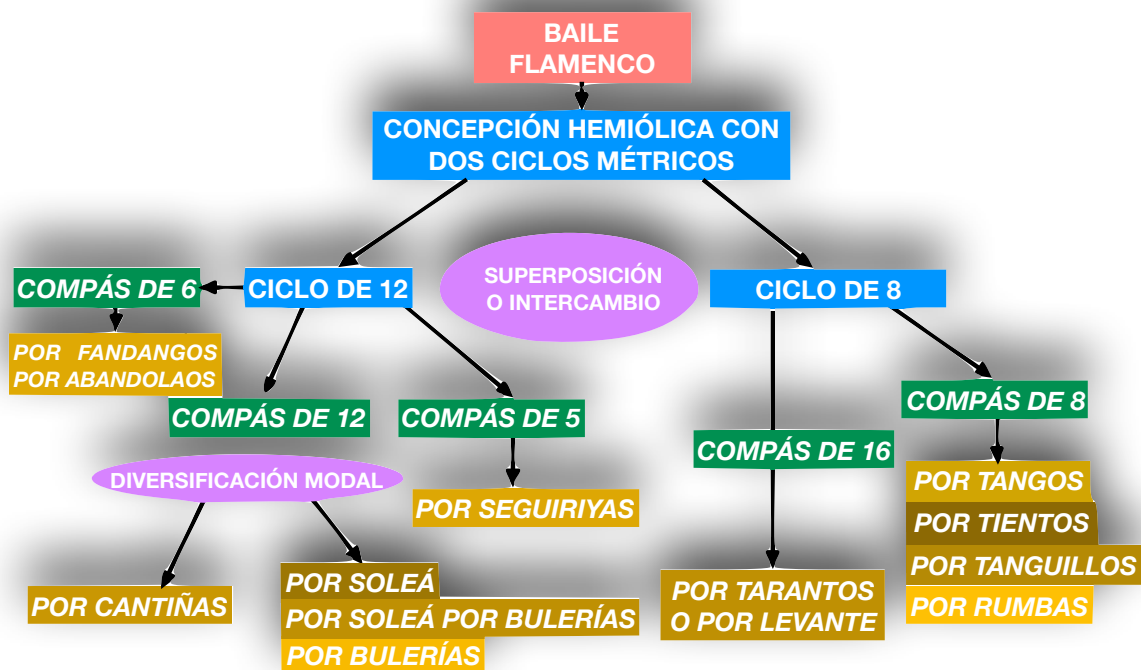 BAILE
FLAMENCO
CONCEPCIÓN HEMIÓLICA CON
DOS CICLOS MÉTRICOS
SUPERPOSICIÓN
O INTERCAMBIO
COMPÁS DE 6
CICLO DE 12
CICLO DE 8
POR FANDANGOS
POR ABANDOLAOS
COMPÁS DE 12
COMPÁS DE 5
COMPÁS DE 8
COMPÁS DE 16
DIVERSIFICACIÓN MODAL
POR SEGUIRIYAS
POR TANGOS
POR TIENTOS
POR TANGUILLOS
POR RUMBAS
POR CANTIÑAS
POR SOLEÁ
POR SOLEÁ POR BULERÍAS
POR BULERÍAS
POR TARANTOS
O POR LEVANTE